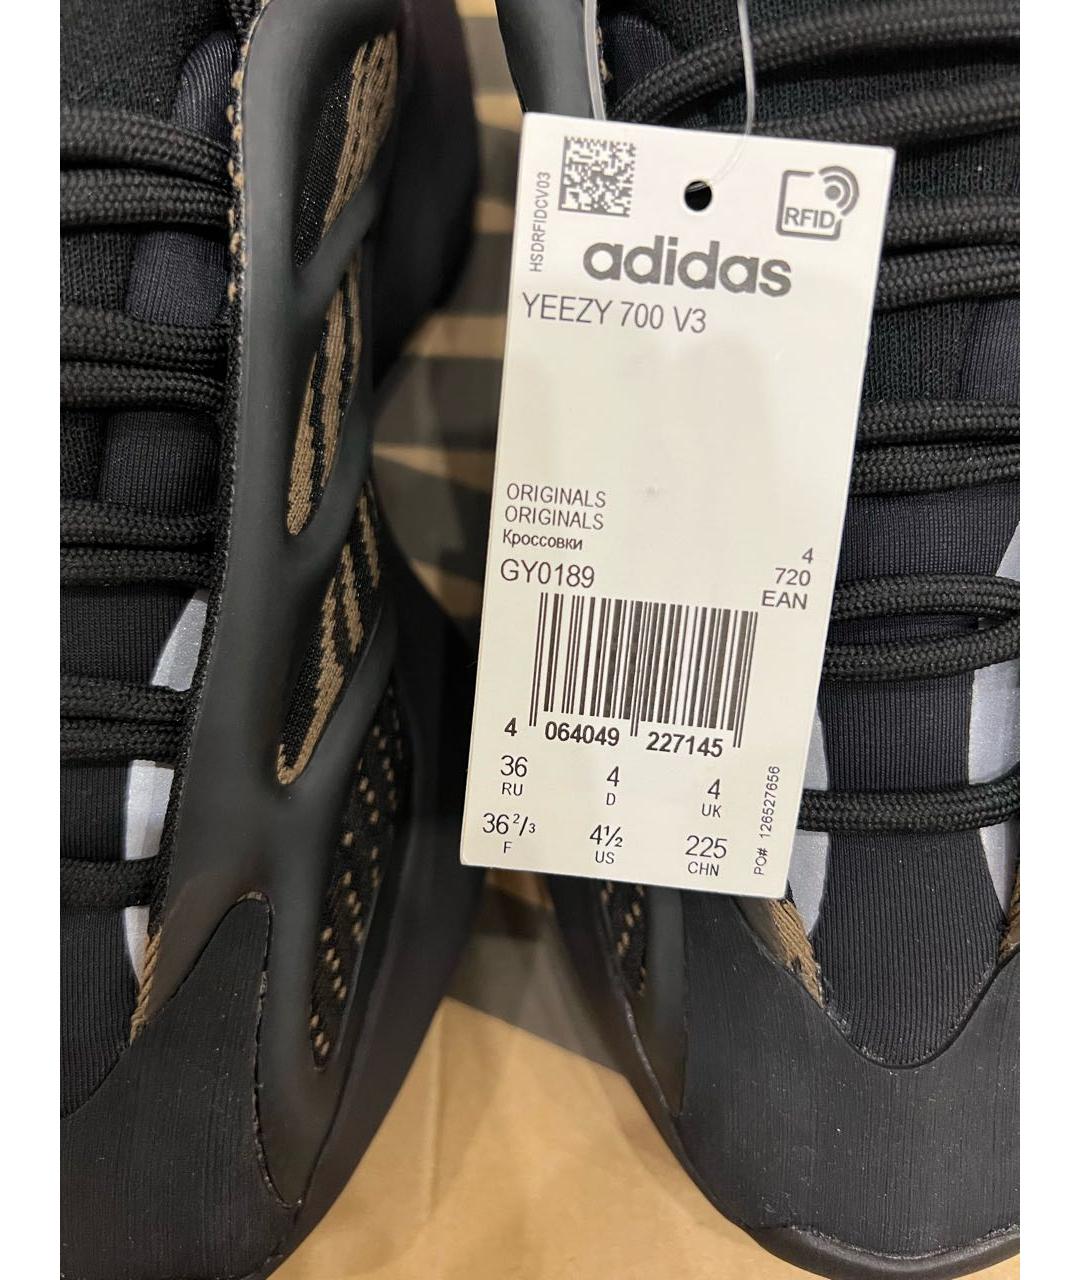 HSDRFIDCV03
RFID
adidas
YEEZY 700 V3
ORIGINALS
ORIGINALS
Кроссовки
GY0189
4
720
EAN
4 064049 227145
36 4 4
RU D UK
36 2/3 4½ 225
F US CHN
PO# 126527656